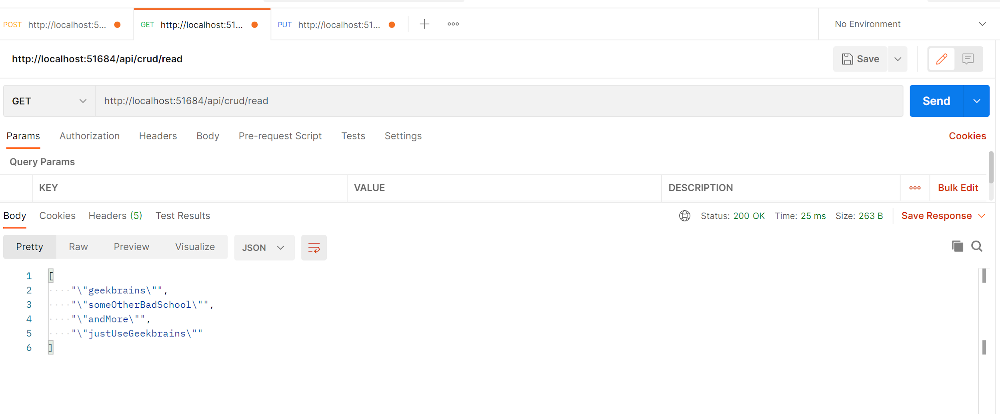 POST http://localhost:5... GET http://localhost:51... PUT http://localhost:51... No Environment
http://localhost:51684/api/crud/read Save
GET http://localhost:51684/api/crud/read Send
Params Authorization Headers Body Pre-request Script Tests Settings Cookies
Query Params
KEY VALUE DESCRIPTION Bulk Edit
Body Cookies Headers (5) Test Results Status: 200 OK Time: 25 ms Size: 263 B Save Response
Pretty Raw Preview Visualize JSON
1 [
2 "\"geekbrains\"",
3 "\"someOtherBadSchool\"",
4 "\"andMore\"",
5 "\"justUseGeekbrains\""
6 ]